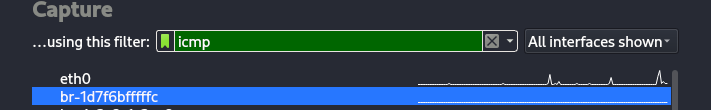 Capture
...using this filter:
icmp
All interfaces shown
eth0
br-1d7f6bfffffc